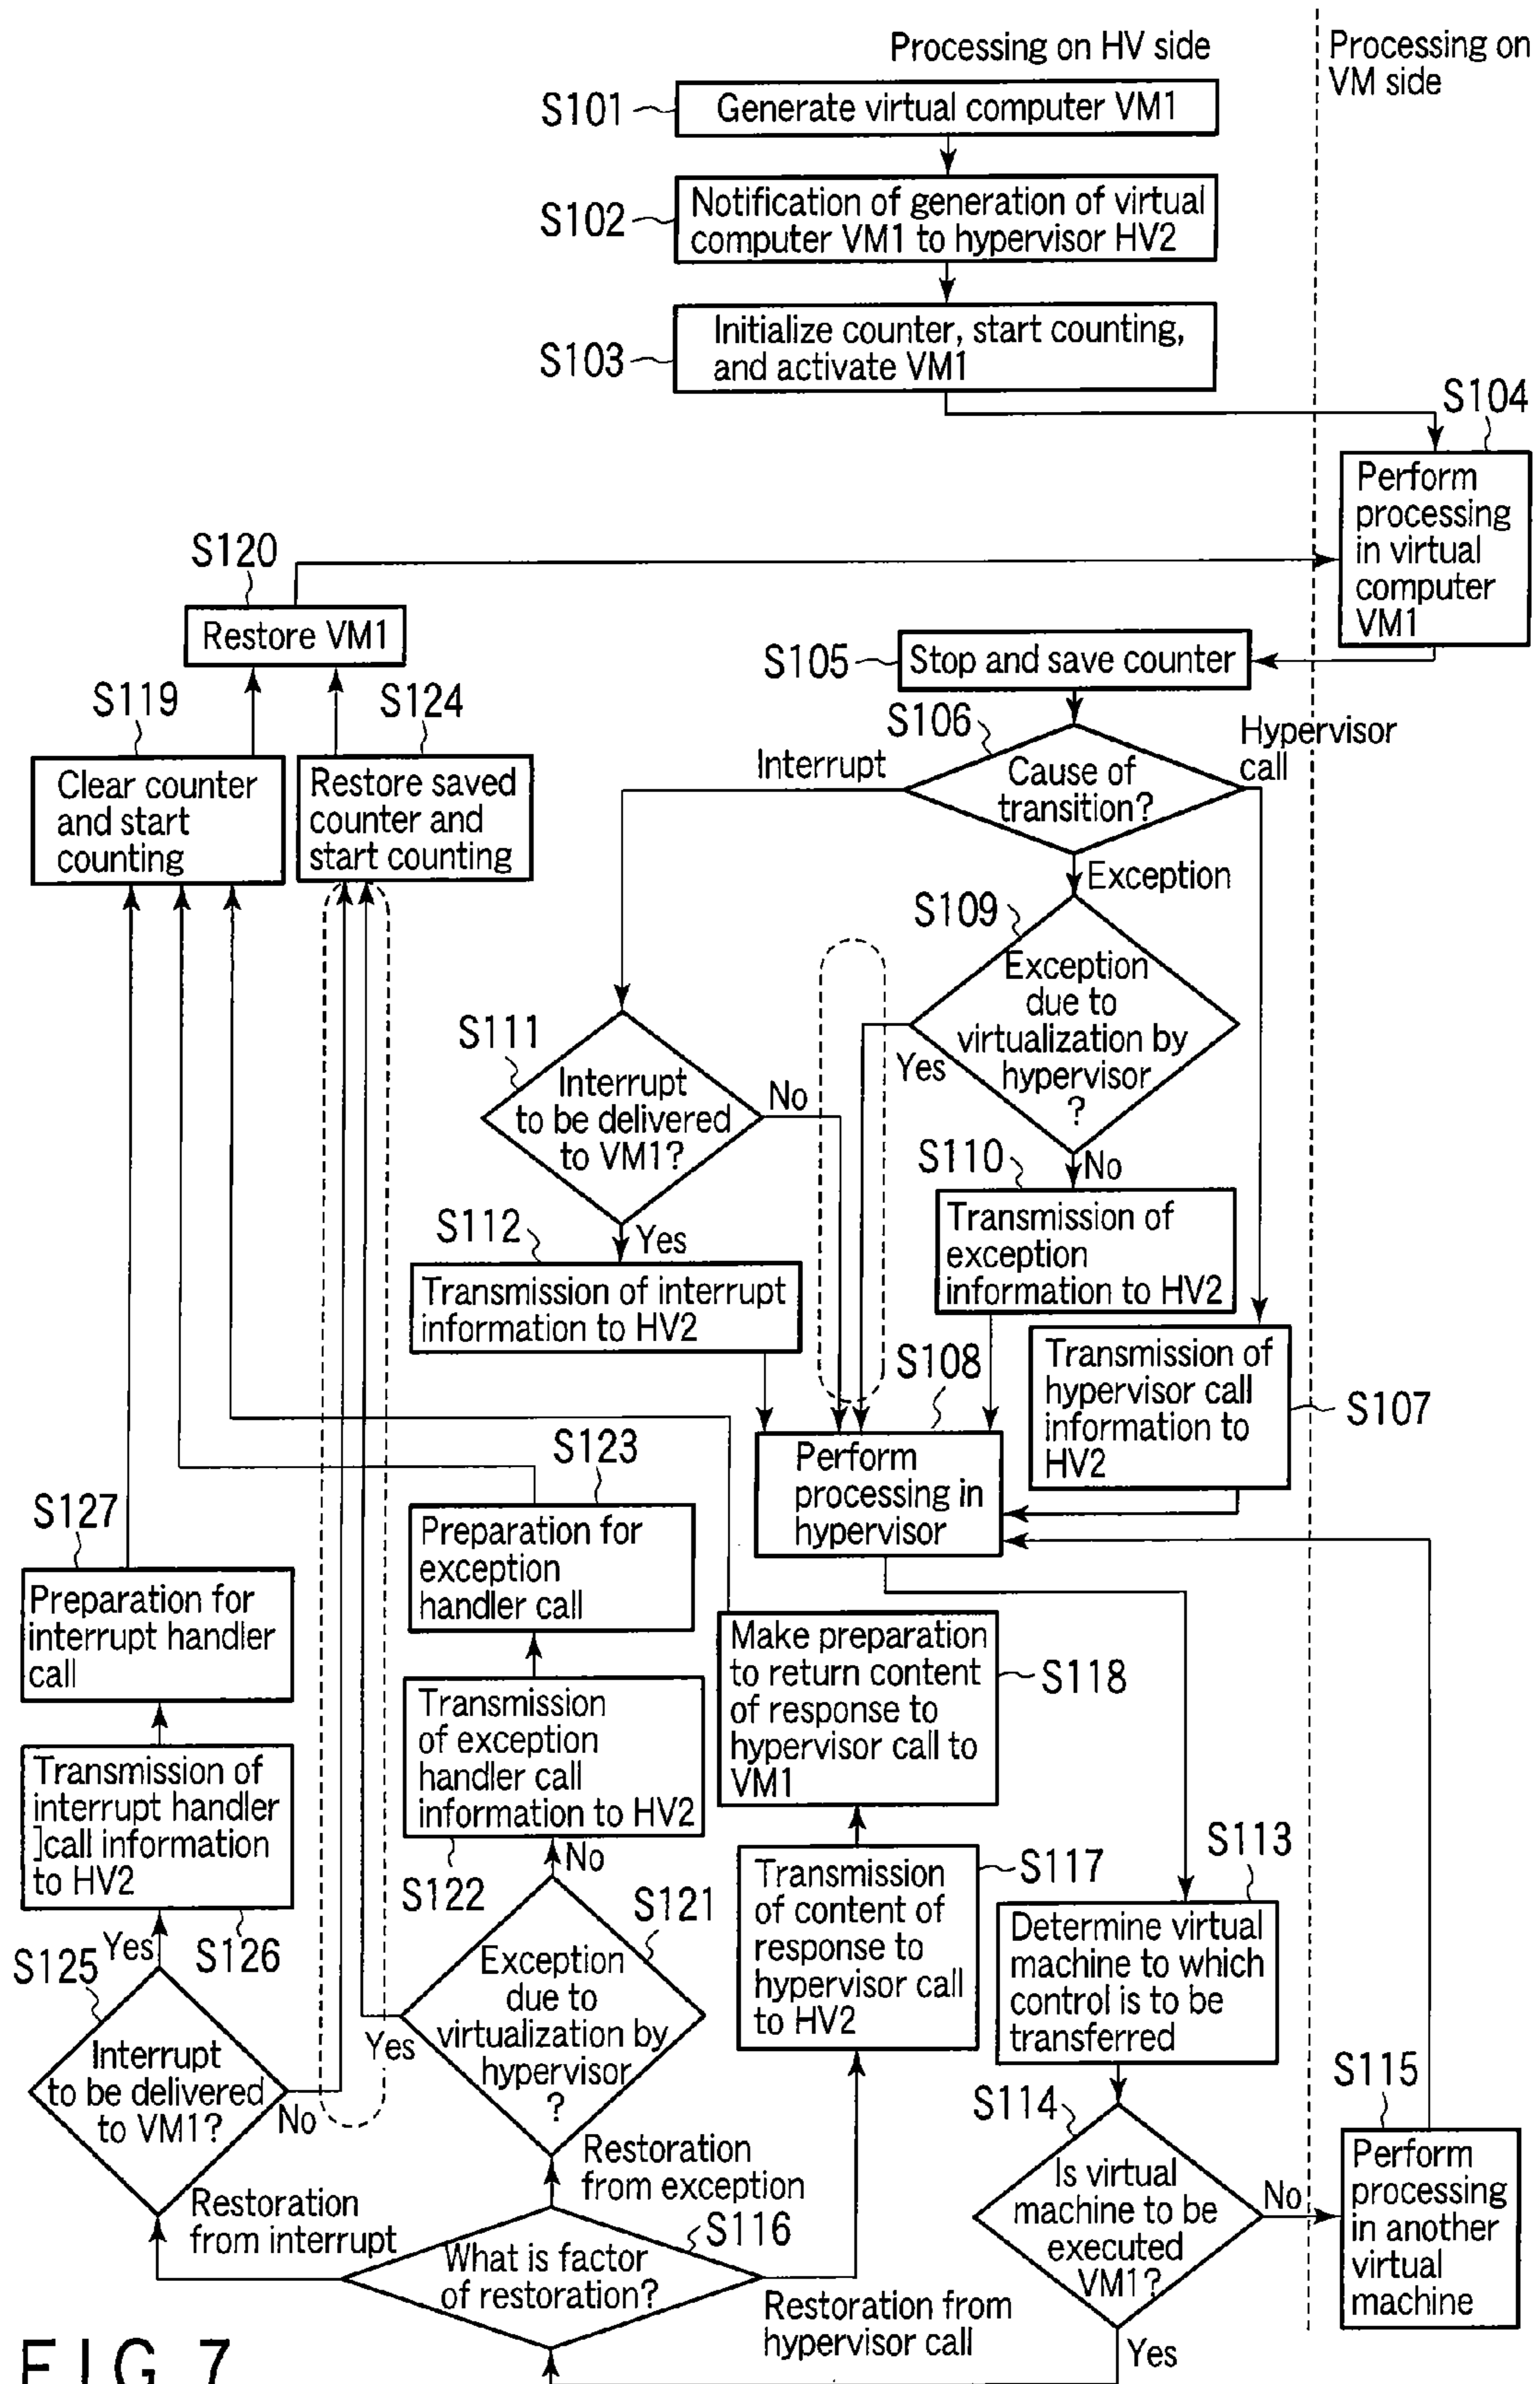 Processing on HV side
Processing on
VM side
S101
Generate virtual computer VM1
S102
Notification of generation of virtual
computer VM1 to hypervisor HV2
S103
Initialize counter, start counting,
and activate VM1
S104
Perform
processing
in virtual
computer
VM1
S120
Restore VM1
S105
Stop and save counter
S119
Clear counter
and start
counting
S124
Restore saved
counter and
start counting
S106
Cause of
transition?
Interrupt
Hypervisor
call
Exception
S109
Exception
due to
virtualization by
hypervisor
?
Yes
No
S111
Interrupt
to be delivered
to VM1?
No
Yes
S110
Transmission of
exception
information to HV2
S112
Transmission of interrupt
information to HV2
S107
Transmission of
hypervisor call
information to
HV2
S108
Perform
processing in
hypervisor
S123
Preparation for
exception
handler call
S127
Preparation for
interrupt handler
call
S118
Make preparation
to return content
of response to
hypervisor call to
VM1
S122
Transmission
of exception
handler call
information to HV2
No
S126
Transmission of
interrupt handler
]call information
to HV2
Yes
S117
Transmission
of content of
response to
hypervisor call
to HV2
S113
Determine virtual
machine to which
control is to be
transferred
S121
Exception
due to
virtualization by
hypervisor
?
Yes
S125
Interrupt
to be delivered
to VM1?
No
S114
Is virtual
machine to be
executed
VM1?
No
Yes
S115
Perform
processing
in another
virtual
machine
Restoration
from exception
Restoration
from interrupt
S116
What is factor
of restoration?
Restoration from
hypervisor call
FIG. 7